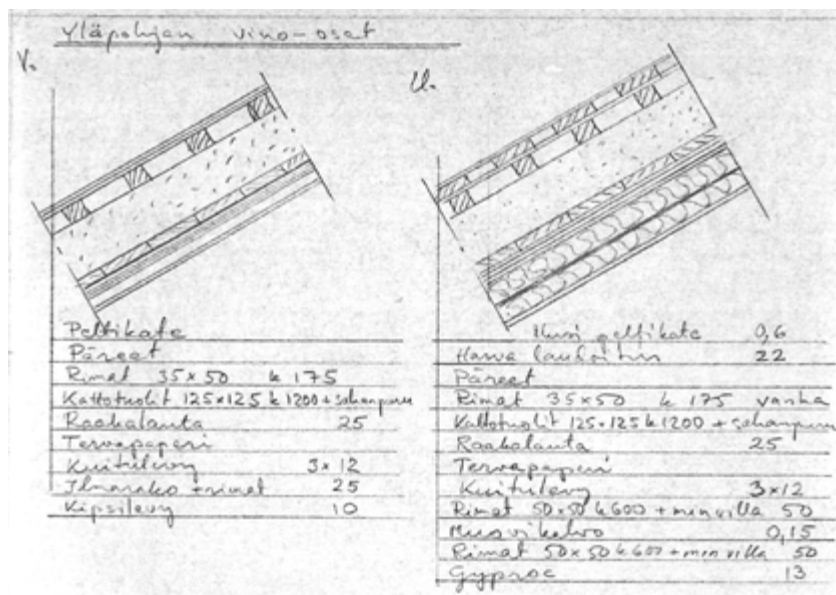 Yläpohjan vino-osat
V.
Peltikate
Päreet
Rimat 35x50 k 175
Kattotuolit 125x125 k 1200 + sahanpuru
Raakalauta 25
Tervapaperi
Kuitulevy 3x12
Ilmarako + rimat 25
Kipsilevy 10
U.
Uusi peltikate 0,6
Harva laudoitus 22
Päreet
Rimat 35x50 k 175 vanha
Kattotuolit 125x125 k 1200 + sahanpuru
Raakalauta 25
Tervapaperi
Kuitulevy 3x12
Rimat 50x50 k 600 + min villa 50
Muovikelvo 0,15
Rimat 50x50 k 600 + min villa 50
Gyproc 13